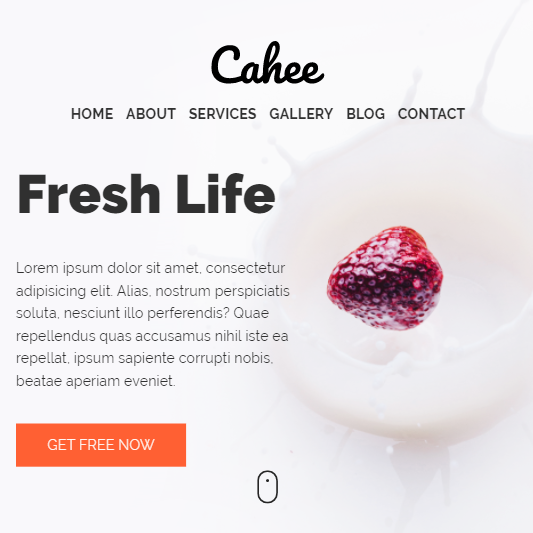 Cahee
HOME ABOUT SERVICES GALLERY BLOG CONTACT
Fresh Life
Lorem ipsum dolor sit amet, consectetur
adipisicing elit. Alias, nostrum perspiciatis
soluta, nesciunt illo perferendis? Quae
repellendus quas accusamus nihil iste ea
repellat, ipsum sapiente corrupti nobis,
beatae aperiam eveniet.
GET FREE NOW